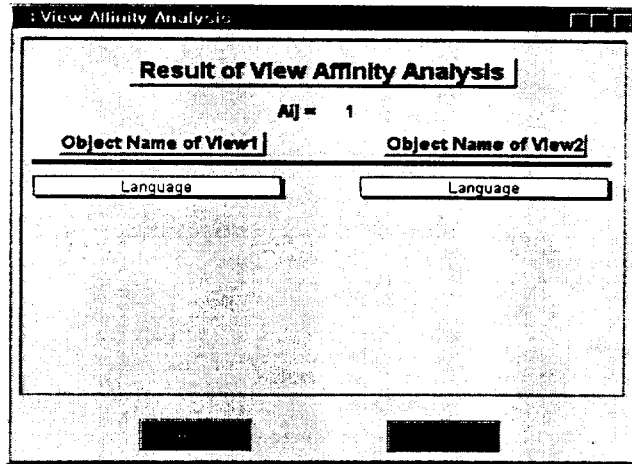 : View Affinity Analysis
Result of View Affinity Analysis
Aij = 1
Object Name of View1 Object Name of View2
Language Language